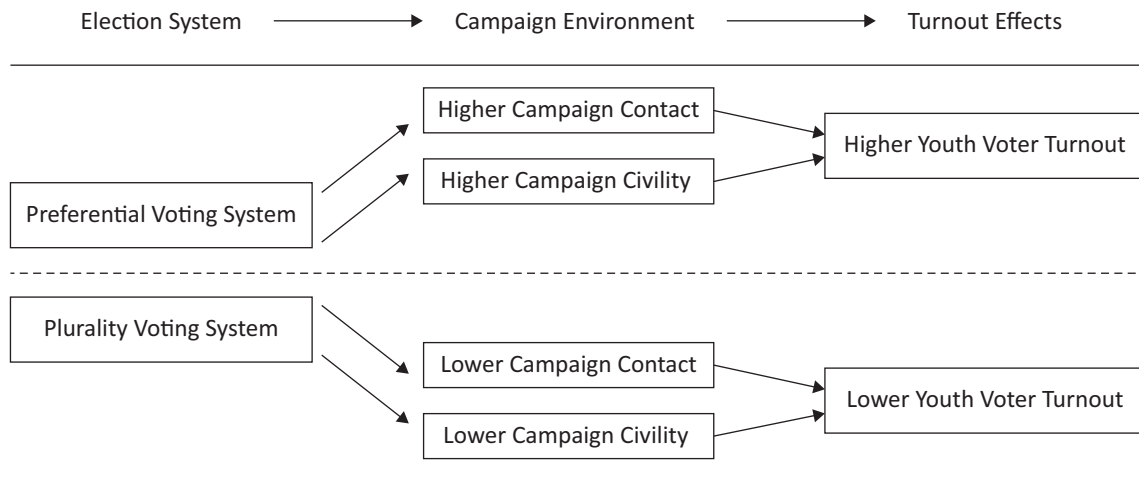 Election System
Campaign Environment
Turnout Effects
Higher Campaign Contact
Higher Campaign Civility
Higher Youth Voter Turnout
Preferential Voting System
Plurality Voting System
Lower Campaign Contact
Lower Campaign Civility
Lower Youth Voter Turnout